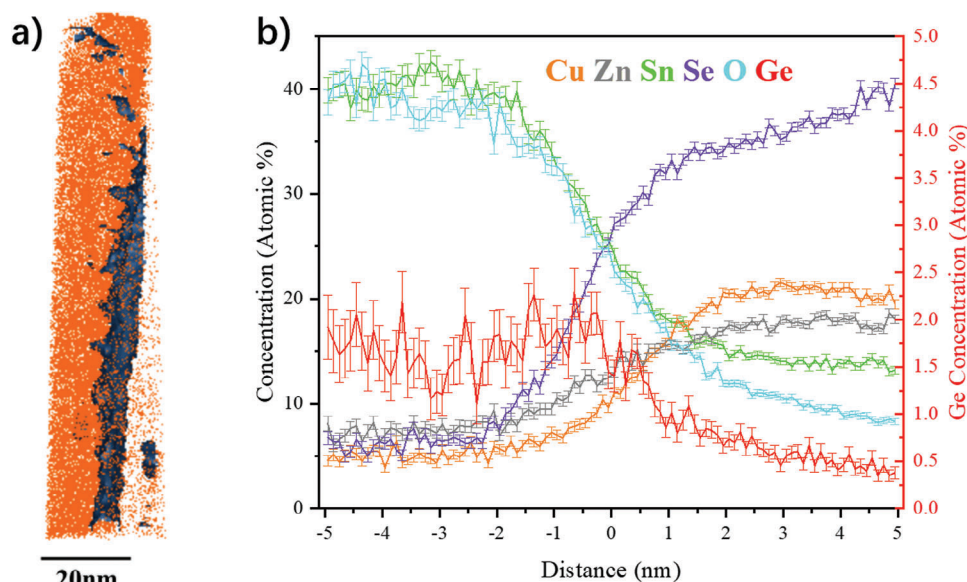 a)
20nm
b)
Cu Zn Sn Se O Ge
Concentration (Atomic %)
40
30
20
10
0
-5 -4 -3 -2 -1 0 1 2 3 4 5
Distance (nm)
5.0
4.5
4.0
3.5
3.0
2.5
2.0
1.5
1.0
0.5
0.0
Ge Concentration (Atomic %)